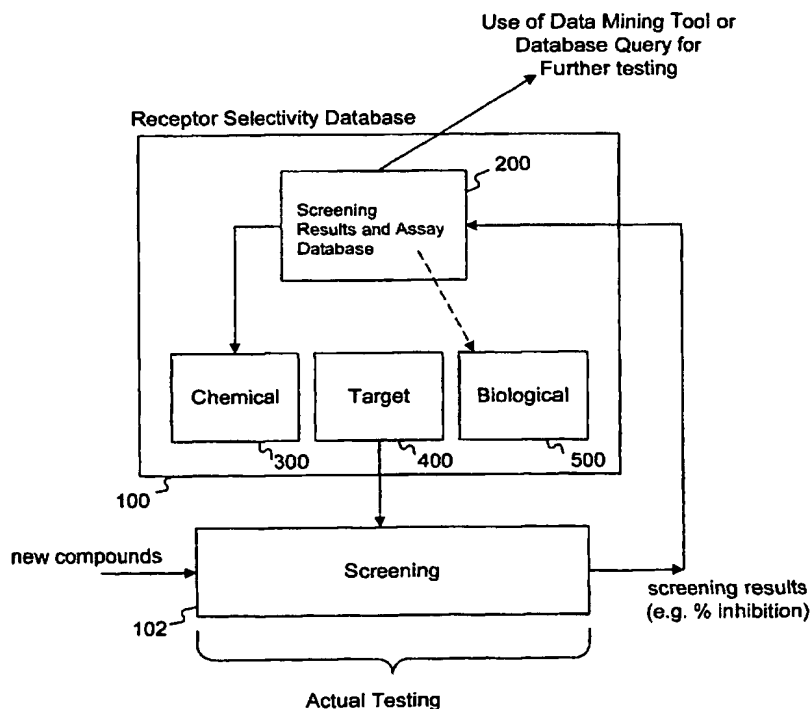 Use of Data Mining Tool or
Database Query for
Further testing
Receptor Selectivity Database
200
Screening
Results and Assay
Database
Chemical
Target
Biological
300
400
500
100
new compounds
Screening
screening results
(e.g. % inhibition)
102
Actual Testing